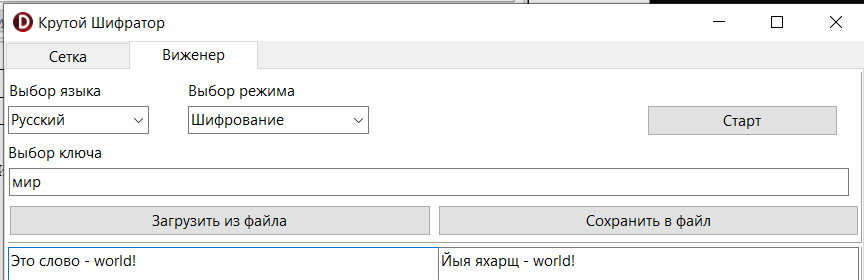 Крутой Шифратор
Сетка Виженер
Выбор языка Выбор режима
Русский Шифрование Старт
Выбор ключа
мир
Загрузить из файла Сохранить в файл
Это слово - world! Йыя яхарщ - world!